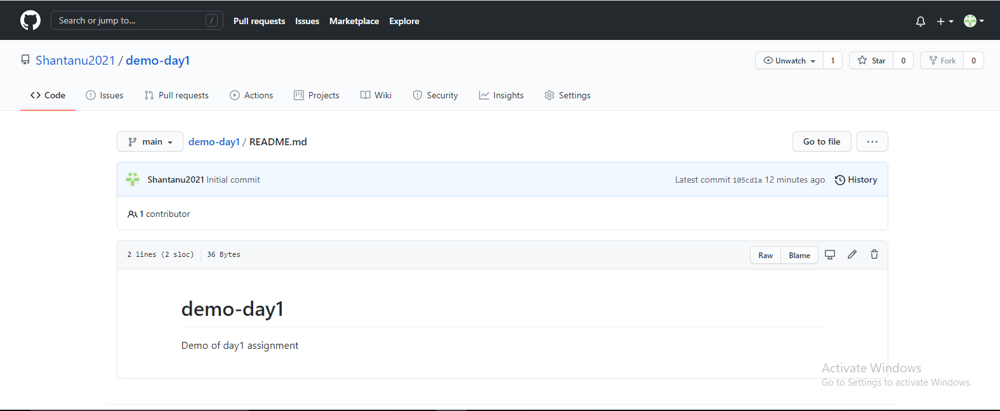 Search or jump to... / Pull requests Issues Marketplace Explore
Shantanu2021 / demo-day1 Unwatch 1 Star 0 Fork 0
Code Issues Pull requests Actions Projects Wiki Security Insights Settings
main demo-day1 / README.md Go to file ...
Shantanu2021 Initial commit Latest commit 105cd1a 12 minutes ago History
1 contributor
2 lines (2 sloc) 36 Bytes Raw Blame
demo-day1
Demo of day1 assignment
Activate Windows
Go to Settings to activate Windows.